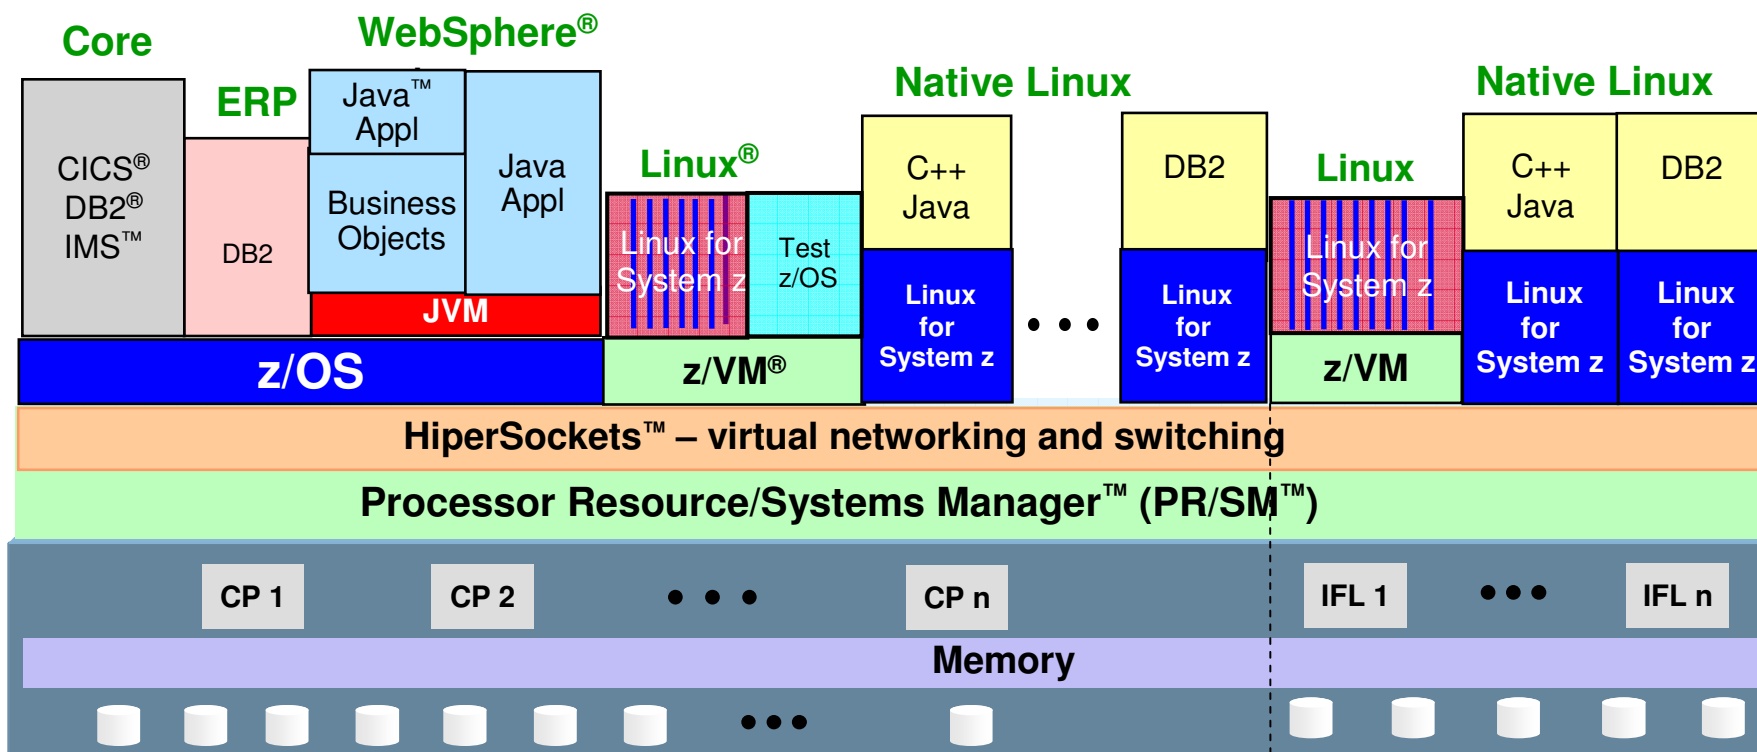 Core
WebSphere®
ERP
Native Linux
Native Linux
Linux®
Linux
CICS®
DB2®
IMS™
DB2
Java™
Appl
Business
Objects
Java
Appl
JVM
z/OS
Linux for
System z
Test
z/OS
z/VM®
C++
Java
Linux
for
System z
• • •
DB2
Linux
for
System z
Linux for
System z
z/VM
C++
Java
Linux
for
System z
DB2
Linux
for
System z
HiperSockets™ – virtual networking and switching
Processor Resource/Systems Manager™ (PR/SM™)
CP 1
CP 2
• • •
CP n
IFL 1
•••
IFL n
Memory
•••